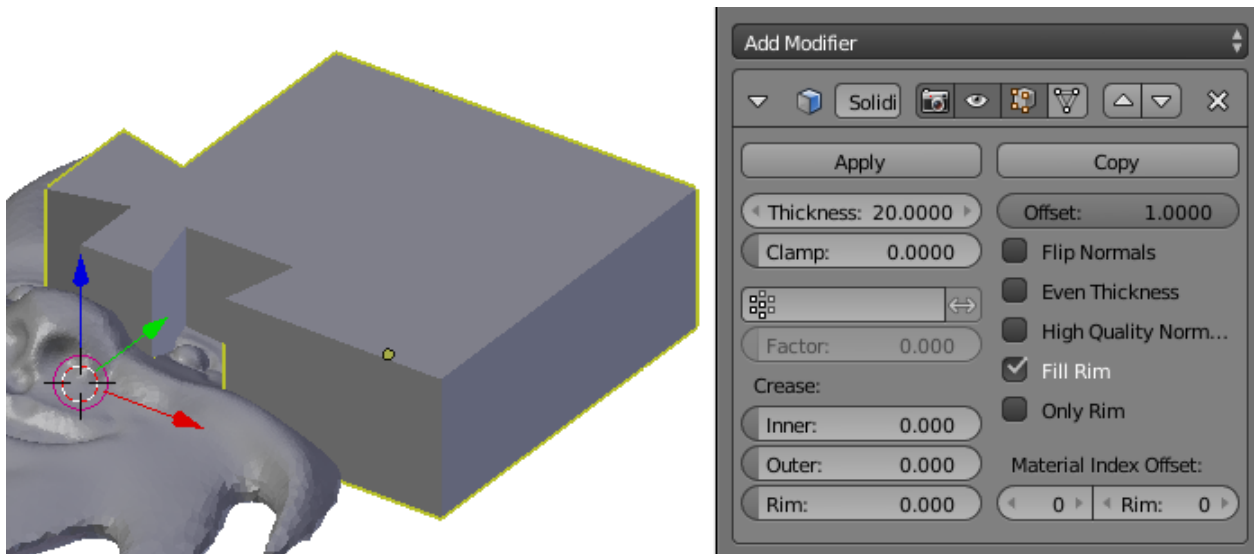 Add Modifier
Solidi
Apply Copy
Thickness: 20.0000 Offset: 1.0000
Clamp: 0.0000 Flip Normals
Even Thickness
High Quality Norm...
Factor: 0.000
Fill Rim
Crease:
Only Rim
Inner: 0.000
Outer: 0.000 Material Index Offset:
Rim: 0.000 0 Rim: 0